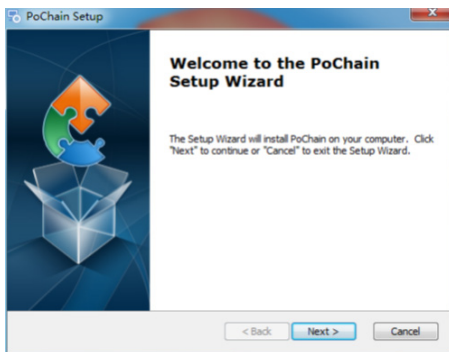 PoChain Setup
Welcome to the PoChain
Setup Wizard
The Setup Wizard will install PoChain on your computer. Click
"Next" to continue or "Cancel" to exit the Setup Wizard.
< Back Next > Cancel